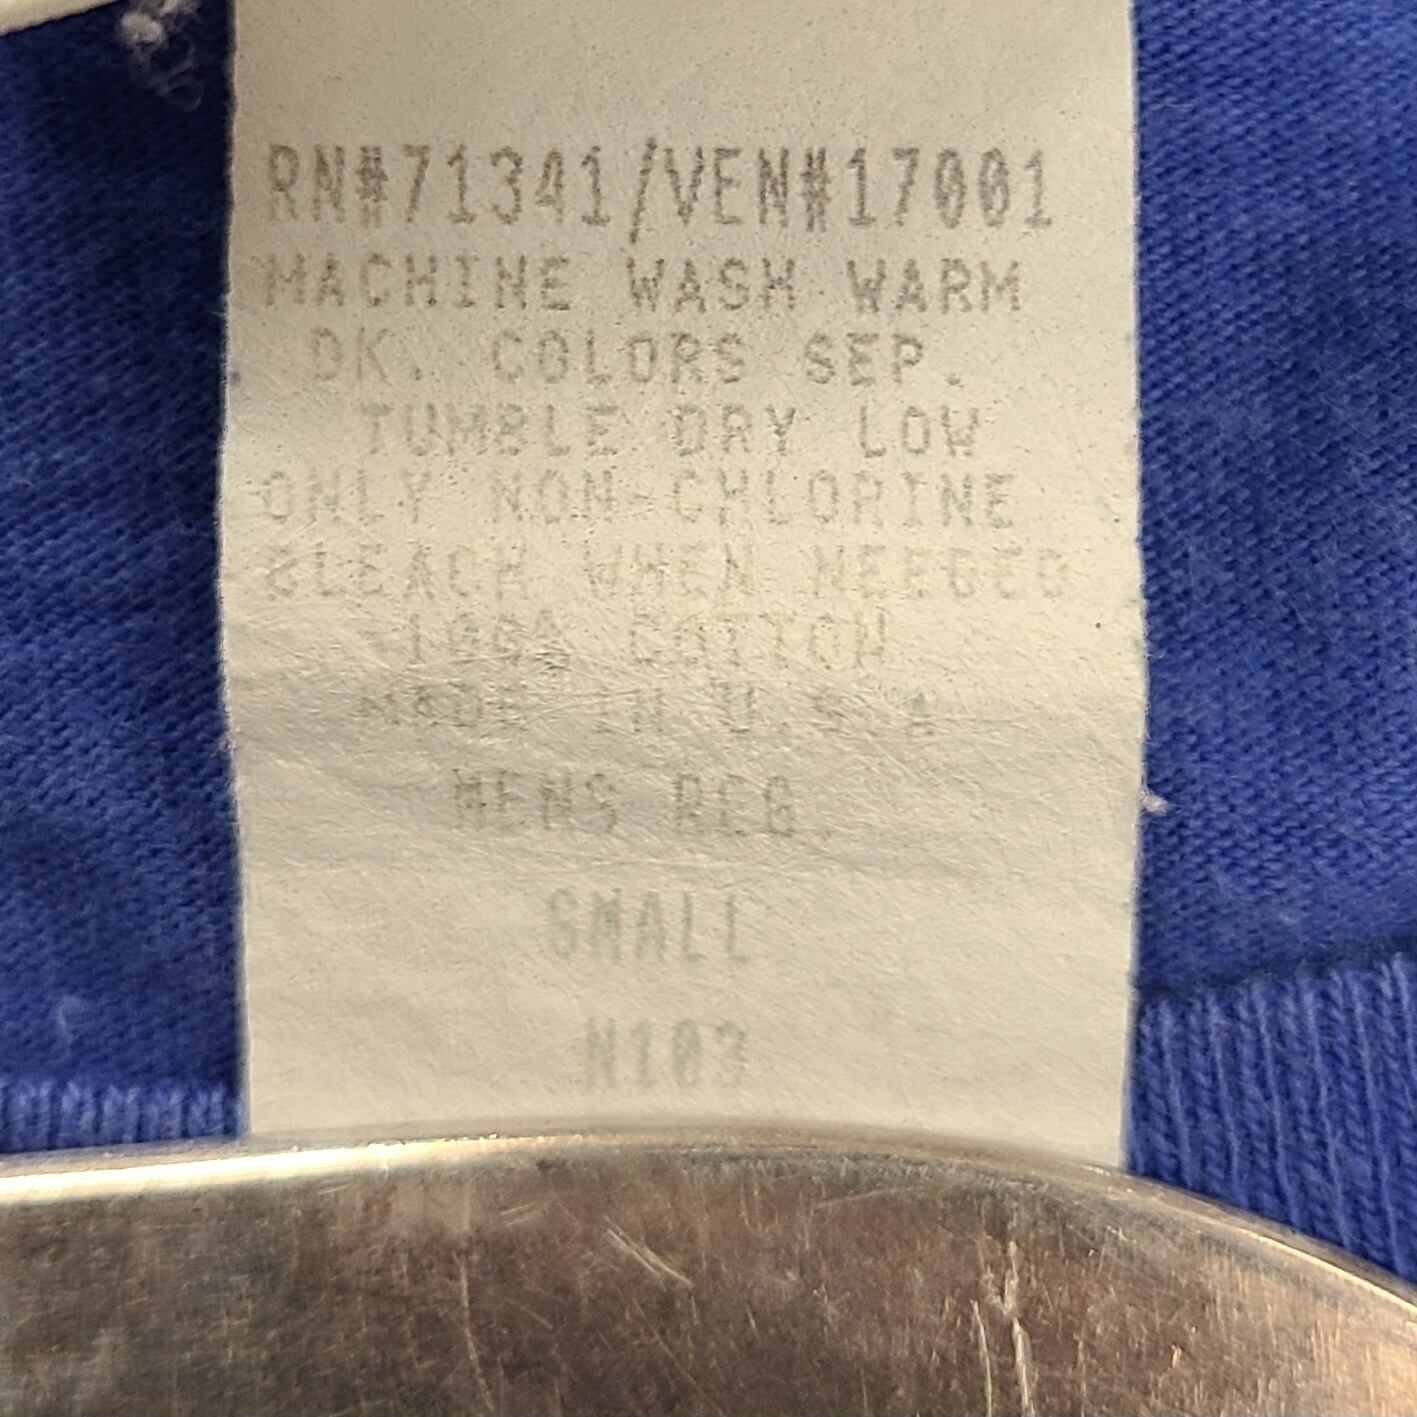 RN#71341/VEN#17001
MACHINE WASH WARM
DK. COLORS SEP.
TUMBLE DRY LOW
ONLY NON-CHLORINE
BLEACH WHEN NEEDED
100% COTTON
MADE IN U.S.A
MENS REG.
SMALL
N103